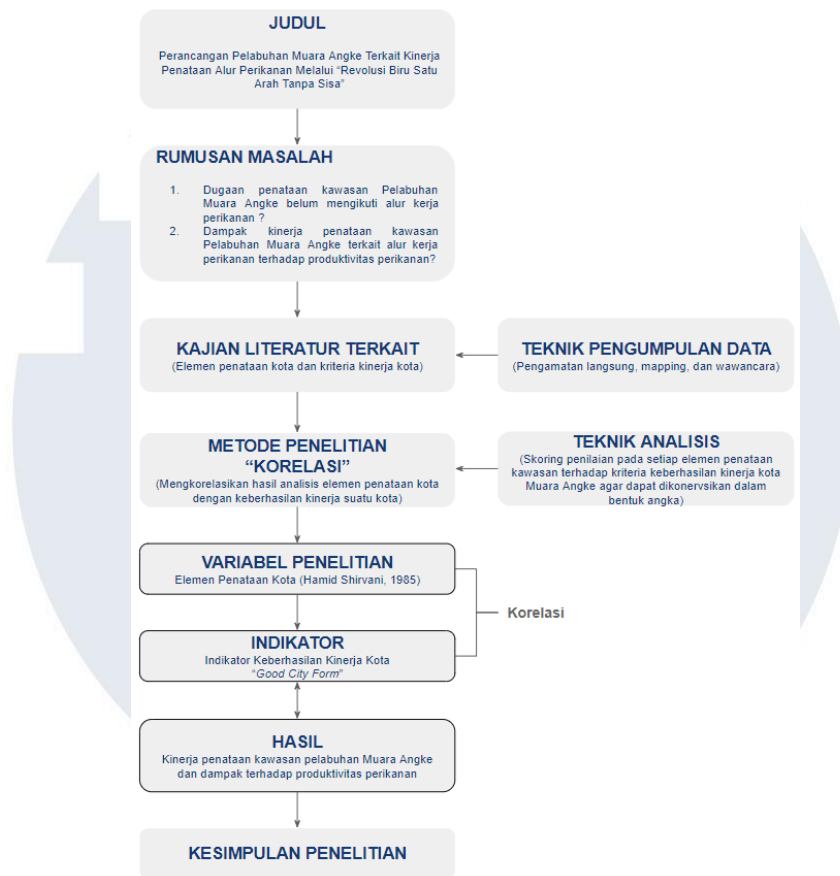 JUDUL
Perancangan Pelabuhan Muara Angke Terkait Kinerja
Penataan Alur Perikanan Melalui “Revolusi Biru Satu
Arah Tanpa Sisa”
RUMUSAN MASALAH
1. Dugaan penataan kawasan Pelabuhan
Muara Angke belum mengikuti alur kerja
perikanan ?
2. Dampak kinerja penataan kawasan
Pelabuhan Muara Angke terkait alur kerja
perikanan terhadap produktivitas perikanan?
KAJIAN LITERATUR TERKAIT
(Elemen penataan kota dan kriteria kinerja kota)
TEKNIK PENGUMPULAN DATA
(Pengamatan langsung, mapping, dan wawancara)
METODE PENELITIAN
“KORELASI”
(Mengkorelasikan hasil analisis elemen penataan kota
dengan keberhasilan kinerja suatu kota)
TEKNIK ANALISIS
(Skoring penilaian pada setiap elemen penataan
kawasan terhadap kriteria keberhasilan kinerja kota
Muara Angke agar dapat dikonervsikan dalam
bentuk angka)
VARIABEL PENELITIAN
Elemen Penataan Kota (Hamid Shirvani, 1985)
Korelasi
INDIKATOR
Indikator Keberhasilan Kinerja Kota
“Good City Form”
HASIL
Kinerja penataan kawasan pelabuhan Muara Angke
dan dampak terhadap produktivitas perikanan
KESIMPULAN PENELITIAN